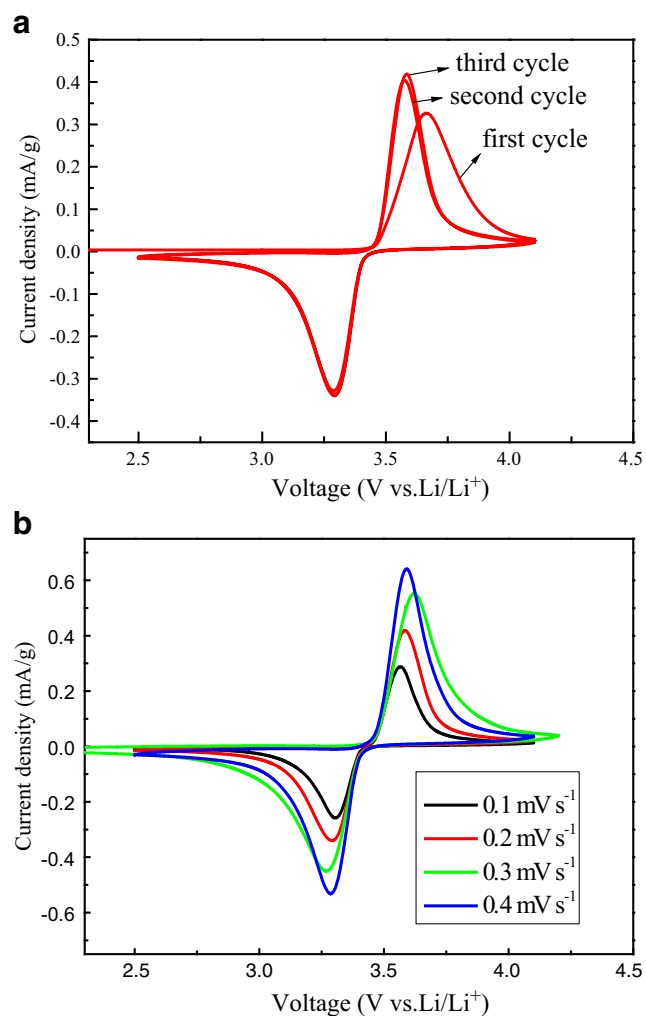 a
0.5
0.4
0.3
0.2
0.1
0.0
-0.1
-0.2
-0.3
-0.4
Current density (mA/g)
third cycle
second cycle
first cycle
2.5 3.0 3.5 4.0 4.5
Voltage (V vs.Li/Li⁺)
b
0.6
0.4
0.2
0.0
-0.2
-0.4
-0.6
Current density (mA/g)
0.1 mV s⁻¹
0.2 mV s⁻¹
0.3 mV s⁻¹
0.4 mV s⁻¹
2.5 3.0 3.5 4.0 4.5
Voltage (V vs.Li/Li⁺)